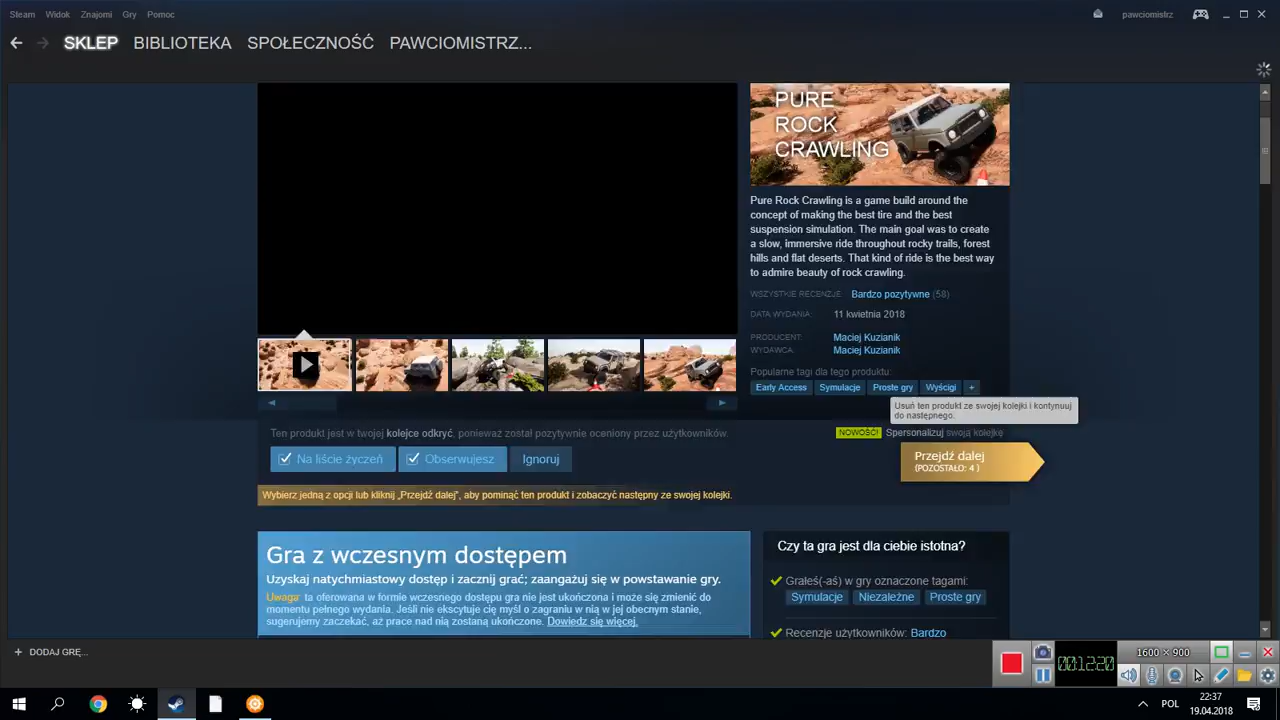 Steam Widok Znajomi Gry Pomoc
pawciomistrz
SKLEP BIBLIOTEKA SPOŁECZNOŚĆ PAWCIOMISTRZ...
PURE
ROCK
CRAWLING
Pure Rock Crawling is a game build around the
concept of making the best tire and the best
suspension simulation. The main goal was to create
a slow, immersive ride throughout rocky trails, forest
hills and flat deserts. That kind of ride is the best way
to admire beauty of rock crawling.
WSZYSTKIE RECENZJE: Bardzo pozytywne (58)
DATA WYDANIA: 11 kwietnia 2018
PRODUCENT: Maciej Kuzianik
WYDAWCA: Maciej Kuzianik
Popularne tagi dla tego produktu:
Early Access Symulacje Proste gry Wyścigi +
Usuń ten produkt ze swojej kolejki i kontynuuj
do następnego.
Ten produkt jest w twojej kolejce odkryć, ponieważ został pozytywnie oceniony przez użytkowników.
NOWOŚĆ! Spersonalizuj swoją kolejkę
Na liście życzeń Obserwujesz Ignoruj
Przejdź dalej
(POZOSTAŁO: 4 )
Wybierz jedną z opcji lub kliknij „Przejdź dalej”, aby pominąć ten produkt i zobaczyć następny ze swojej kolejki.
Gra z wczesnym dostępem
Uzyskaj natychmiastowy dostęp i zacznij grać; zaangażuj się w powstawanie gry.
Uwaga: ta oferowana w formie wczesnego dostępu gra nie jest ukończona i może się zmienić do
momentu pełnego wydania. Jeśli nie ekscytuje cię myśl o zagraniu w nią w jej obecnym stanie,
sugerujemy zaczekać, aż prace nad nią zostaną ukończone. Dowiedz się więcej.
Czy ta gra jest dla ciebie istotna?
Grałeś(-aś) w gry oznaczone tagami:
Symulacje Niezależne Proste gry
Recenzje użytkowników: Bardzo
+ DODAJ GRĘ...
00:12:20
1600 × 900
POL
22:37
19.04.2018